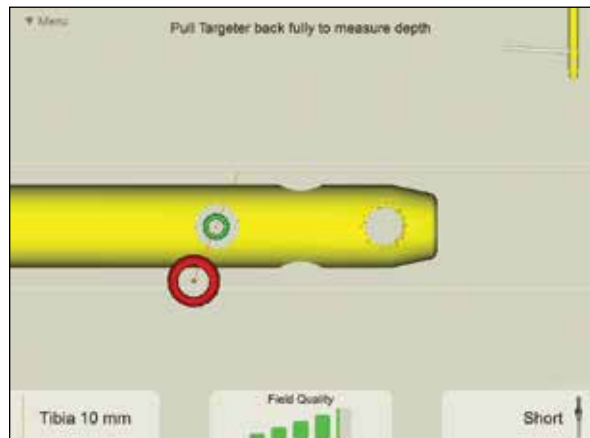 ▼ Menu
Pull Targeter back fully to measure depth
Tibia 10 mm
Field Quality
Short